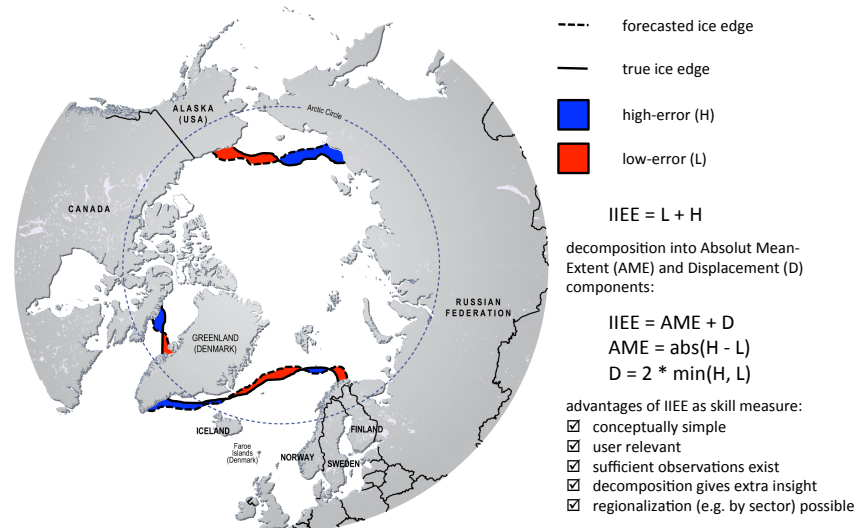 ALASKA
(USA)
Arctic Circle
CANADA
GREENLAND
(DENMARK)
RUSSIAN
FEDERATION
ICELAND
Faroe
Islands
(Denmark)
NORWAY
SWEDEN
FINLAND
forecasted ice edge
true ice edge
high-error (H)
low-error (L)
IIEE = L + H
decomposition into Absolut Mean-
Extent (AME) and Displacement (D)
components:
IIEE = AME + D
AME = abs(H - L)
D = 2 * min(H, L)
advantages of IIEE as skill measure:
☑ conceptually simple
☑ user relevant
☑ sufficient observations exist
☑ decomposition gives extra insight
☑ regionalization (e.g. by sector) possible